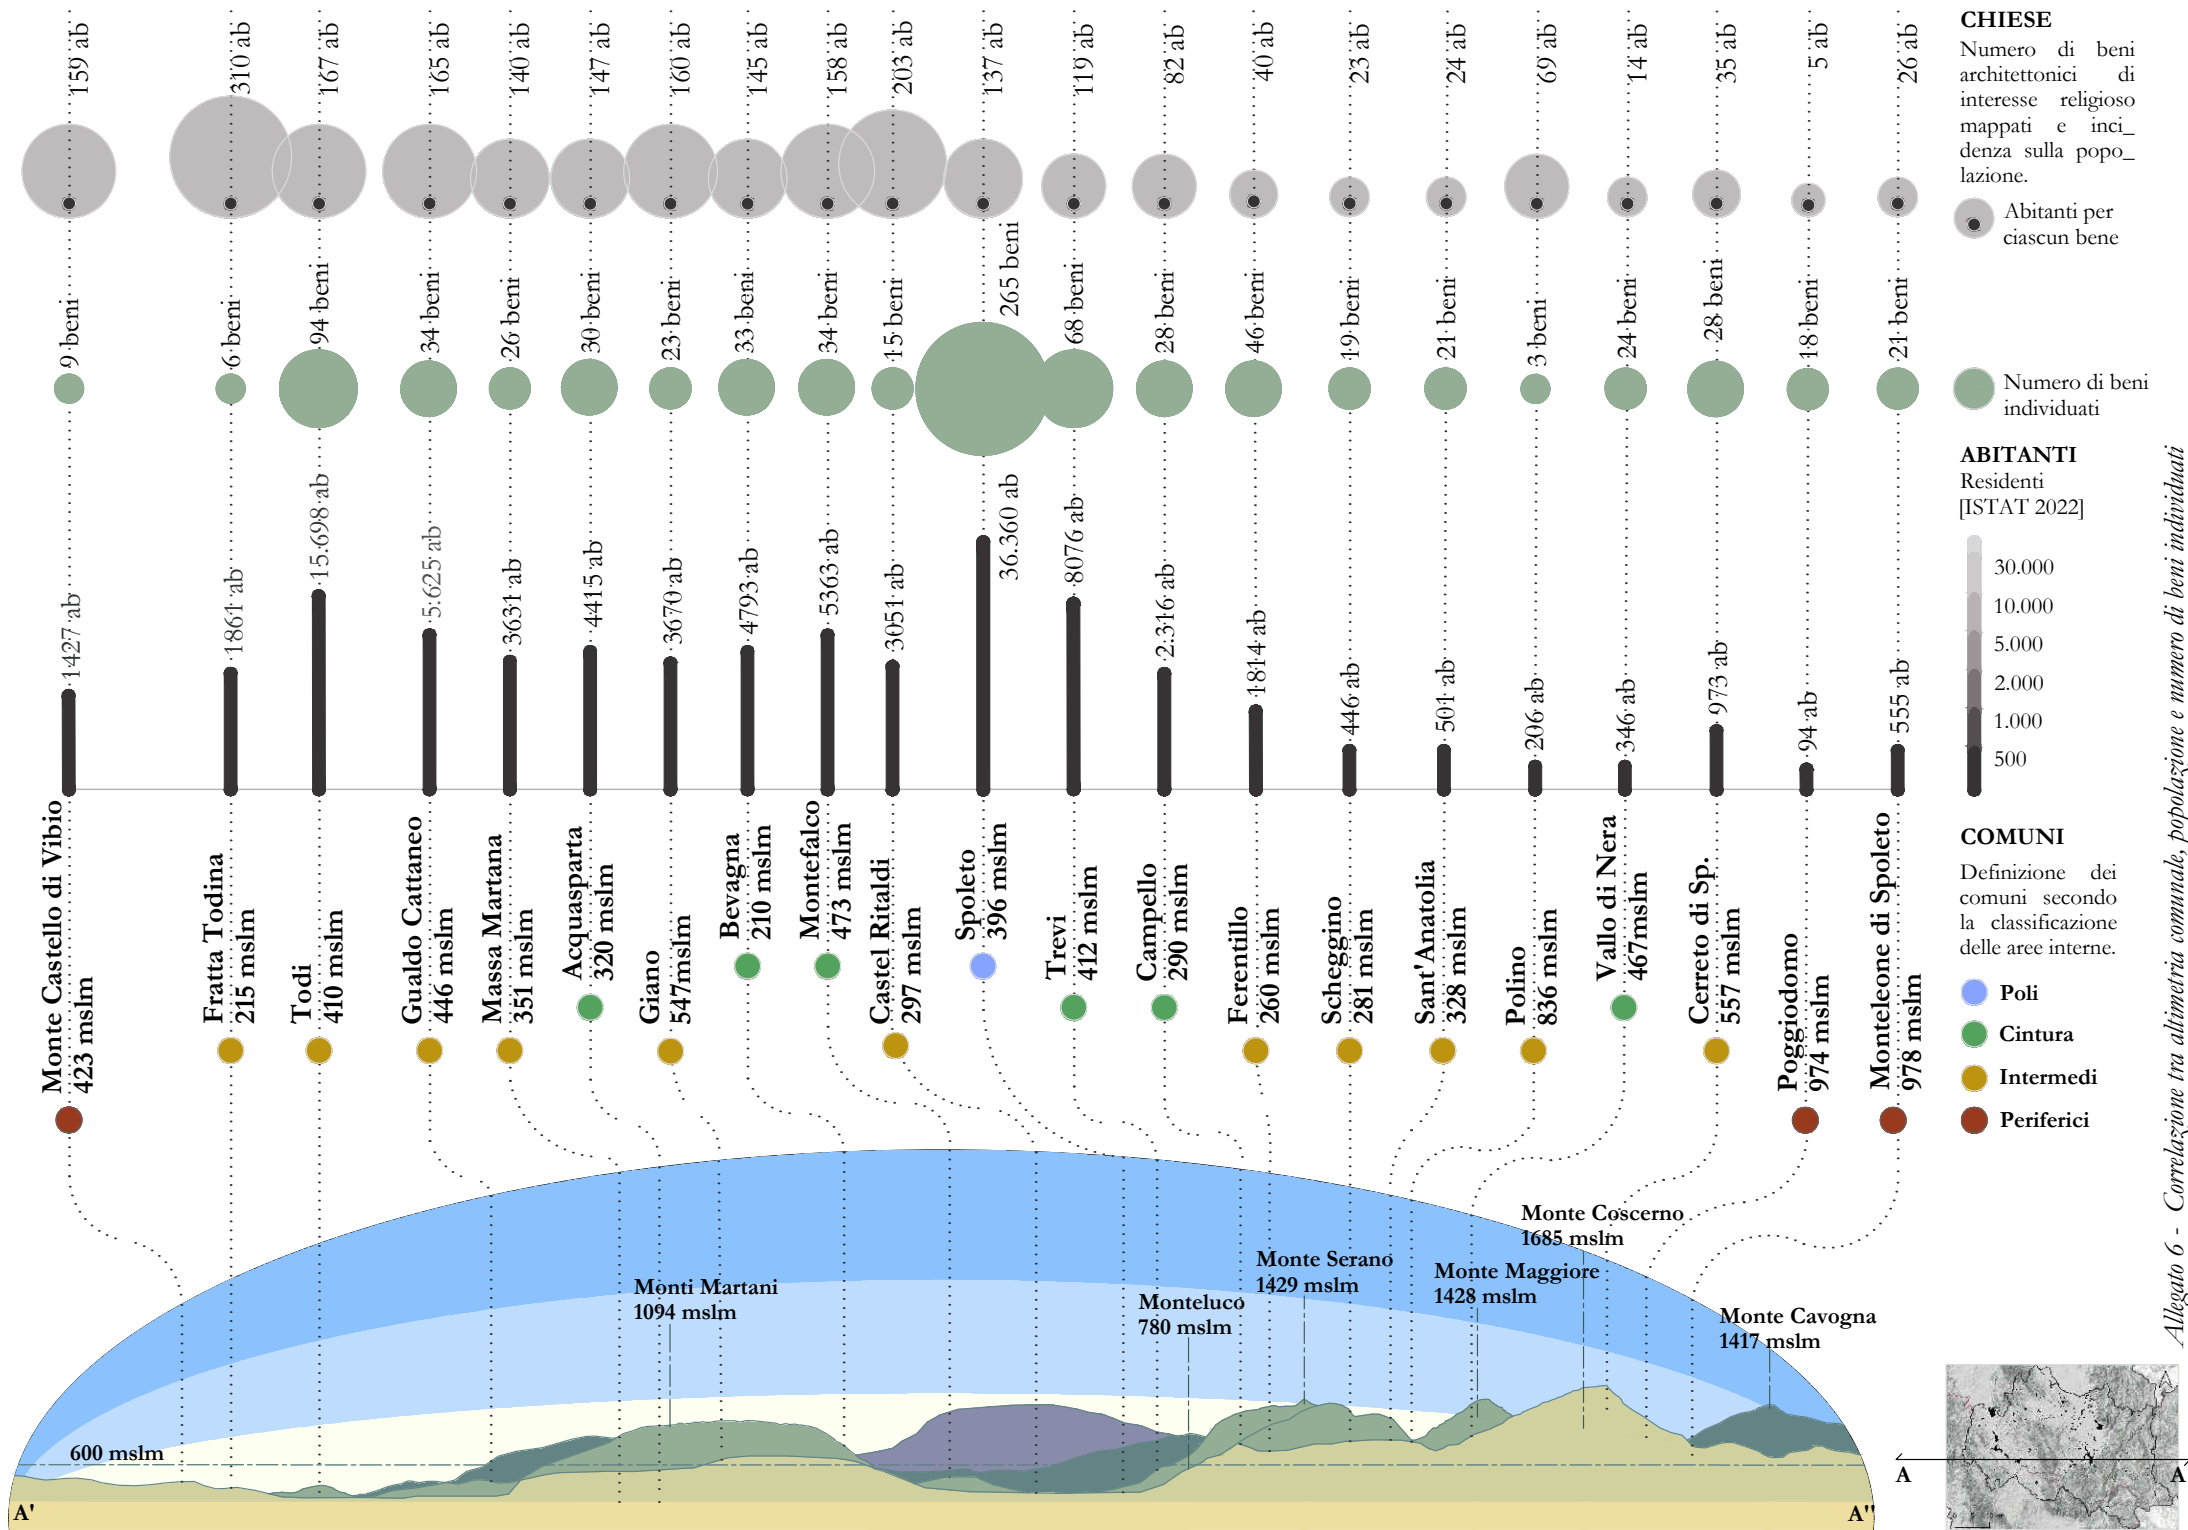 159 ab
310 ab
167 ab
165 ab
140 ab
147 ab
160 ab
145 ab
158 ab
203 ab
137 ab
119 ab
82 ab
40 ab
23 ab
24 ab
69 ab
14 ab
35 ab
5 ab
26 ab
9 beni
6 beni
94 beni
34 beni
26 beni
30 beni
23 beni
33 beni
34 beni
15 beni
265 beni
68 beni
28 beni
46 beni
19 beni
21 beni
3 beni
24 beni
28 beni
18 beni
21 beni
1427 ab
1861 ab
15.698 ab
5.625 ab
3631 ab
4415 ab
3670 ab
4793 ab
5363 ab
3051 ab
36.360 ab
8076 ab
2.316 ab
1814 ab
446 ab
501 ab
206 ab
346 ab
973 ab
94 ab
555 ab
Monte Castello di Vibio
423 mslm
Fratta Todina
215 mslm
Todi
410 mslm
Gualdo Cattaneo
446 mslm
Massa Martana
351 mslm
Acquasparta
320 mslm
Giano
547mslm
Bevagna
210 mslm
Montefalco
473 mslm
Castel Ritaldi
297 mslm
Spoleto
396 mslm
Trevi
412 mslm
Campello
290 mslm
Ferentillo
260 mslm
Scheggino
281 mslm
Sant'Anatolia
328 mslm
Polino
836 mslm
Vallo di Nera
467mslm
Cerreto di Sp.
557 mslm
Poggiodomo
974 mslm
Monteleone di Spoleto
978 mslm
CHIESE
Numero di beni
architettonici di
interesse religioso
mappati e inci_
denza sulla popo_
lazione.
Abitanti per
ciascun bene
Numero di beni
individuati
ABITANTI
Residenti
[ISTAT 2022]
30.000
10.000
5.000
2.000
1.000
500
COMUNI
Definizione dei
comuni secondo
la classificazione
delle aree interne.
Poli
Cintura
Intermedi
Periferici
Monti Martani
1094 mslm
Monteluco
780 mslm
Monte Serano
1429 mslm
Monte Maggiore
1428 mslm
Monte Coscerno
1685 mslm
Monte Cavogna
1417 mslm
600 mslm
A'
A''
A
A
Allegato 6 - Correlazione tra altimetria comunale, popolazione e numero di beni individuati